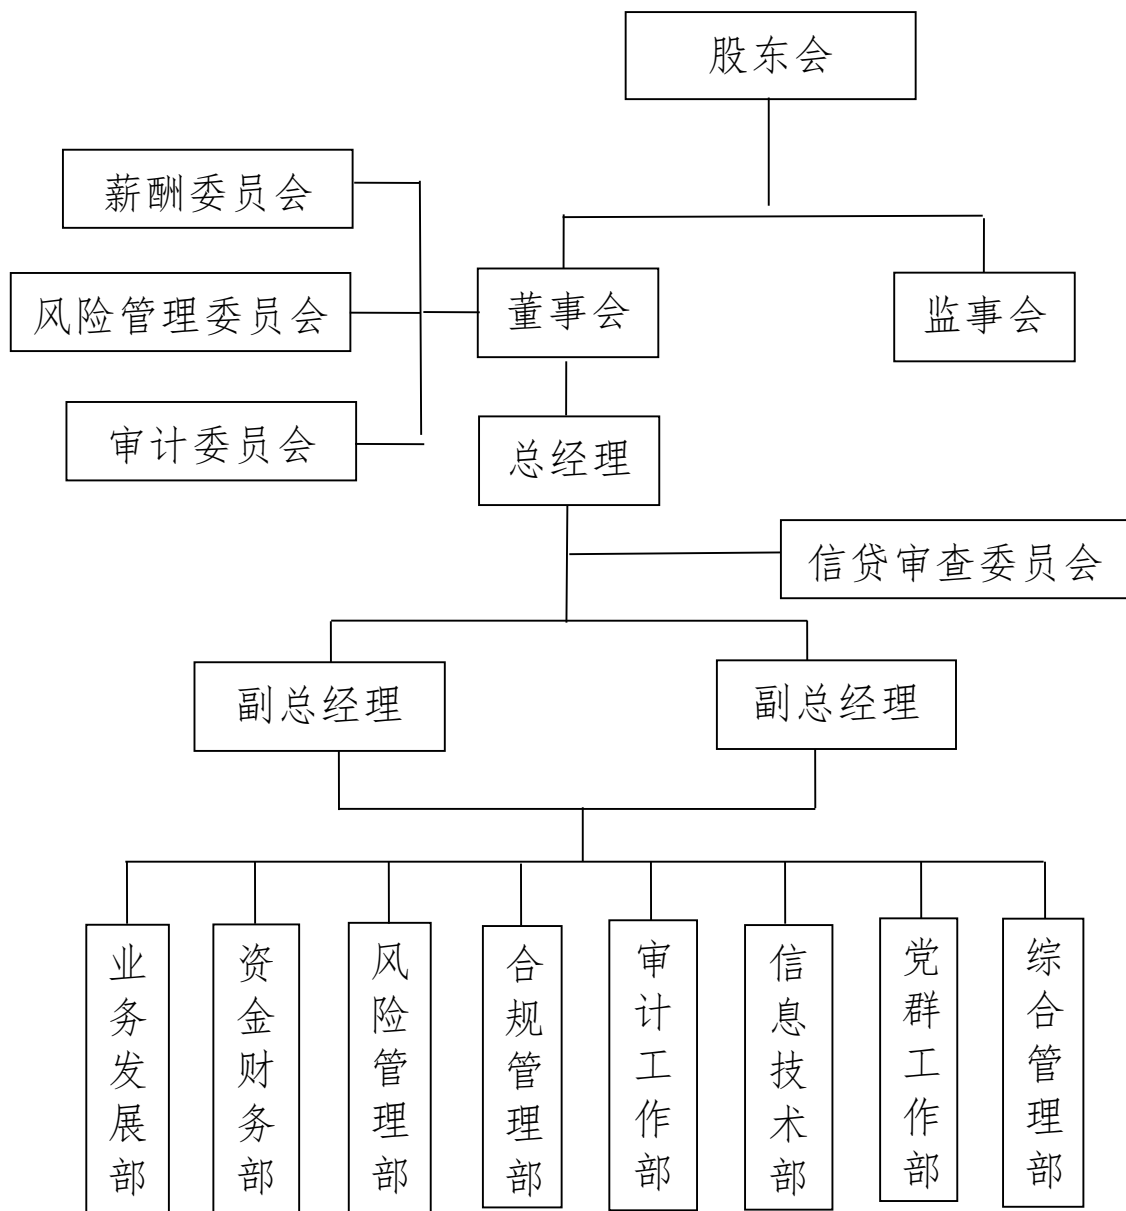 股东会
薪酬委员会
风险管理委员会
董事会
监事会
审计委员会
总经理
信贷审查委员会
副总经理
副总经理
业务发展部
资金财务部
风险管理部
合规管理部
审计工作部
信息技术部
党群工作部
综合管理部